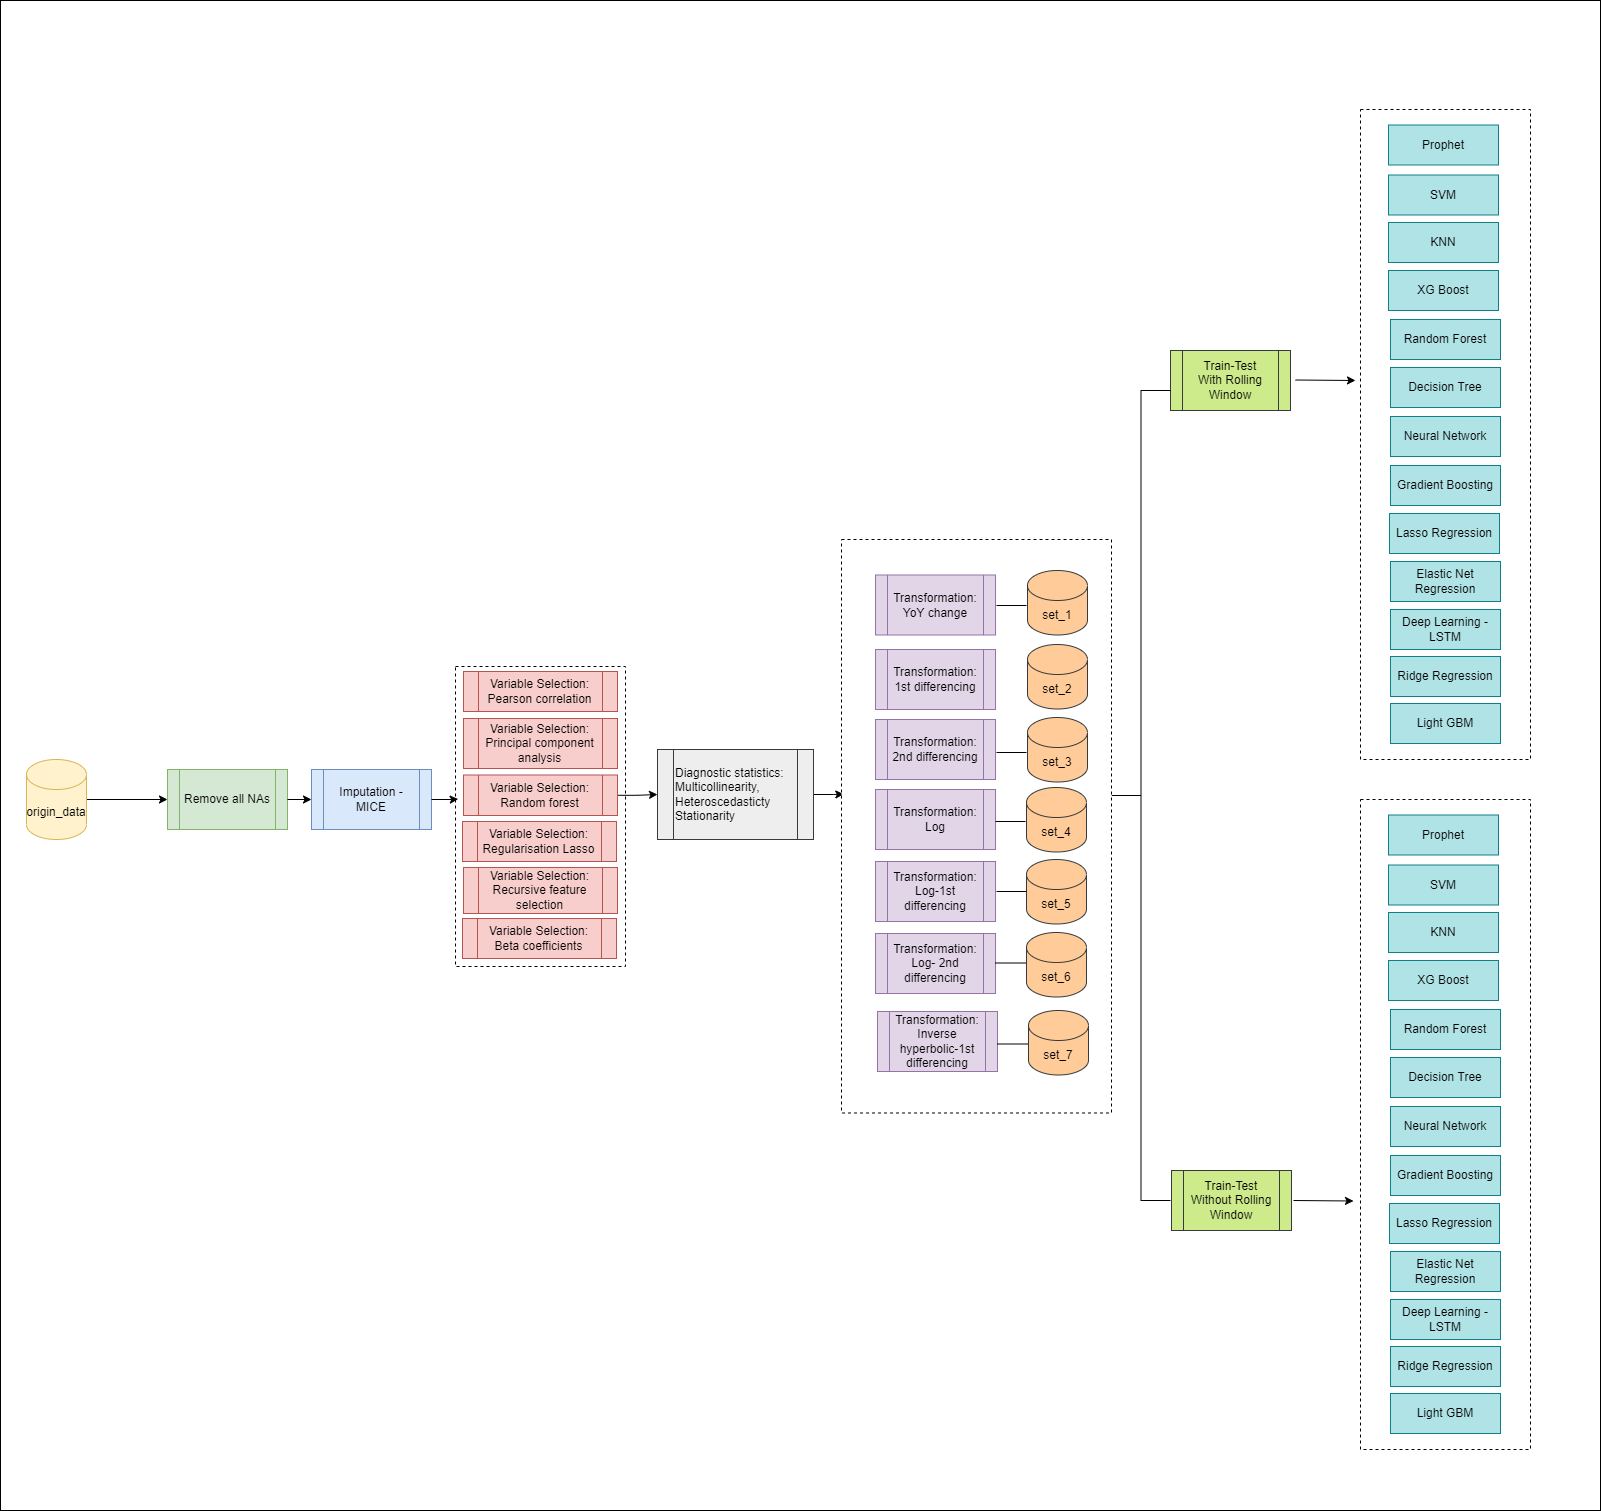 origin_data
Remove all NAs
Imputation -
MICE
Variable Selection:
Pearson correlation
Variable Selection:
Principal component
analysis
Variable Selection:
Random forest
Variable Selection:
Regularisation Lasso
Variable Selection:
Recursive feature
selection
Variable Selection:
Beta coefficients
Diagnostic statistics:
Multicollinearity,
Heteroscedasticty
Stationarity
Transformation:
YoY change
set_1
Transformation:
1st differencing
set_2
Transformation:
2nd differencing
set_3
Transformation:
Log
set_4
Transformation:
Log-1st
differencing
set_5
Transformation:
Log- 2nd
differencing
set_6
Transformation:
Inverse
hyperbolic-1st
differencing
set_7
Train-Test
With Rolling
Window
Prophet
SVM
KNN
XG Boost
Random Forest
Decision Tree
Neural Network
Gradient Boosting
Lasso Regression
Elastic Net
Regression
Deep Learning -
LSTM
Ridge Regression
Light GBM
Train-Test
Without Rolling
Window
Prophet
SVM
KNN
XG Boost
Random Forest
Decision Tree
Neural Network
Gradient Boosting
Lasso Regression
Elastic Net
Regression
Deep Learning -
LSTM
Ridge Regression
Light GBM